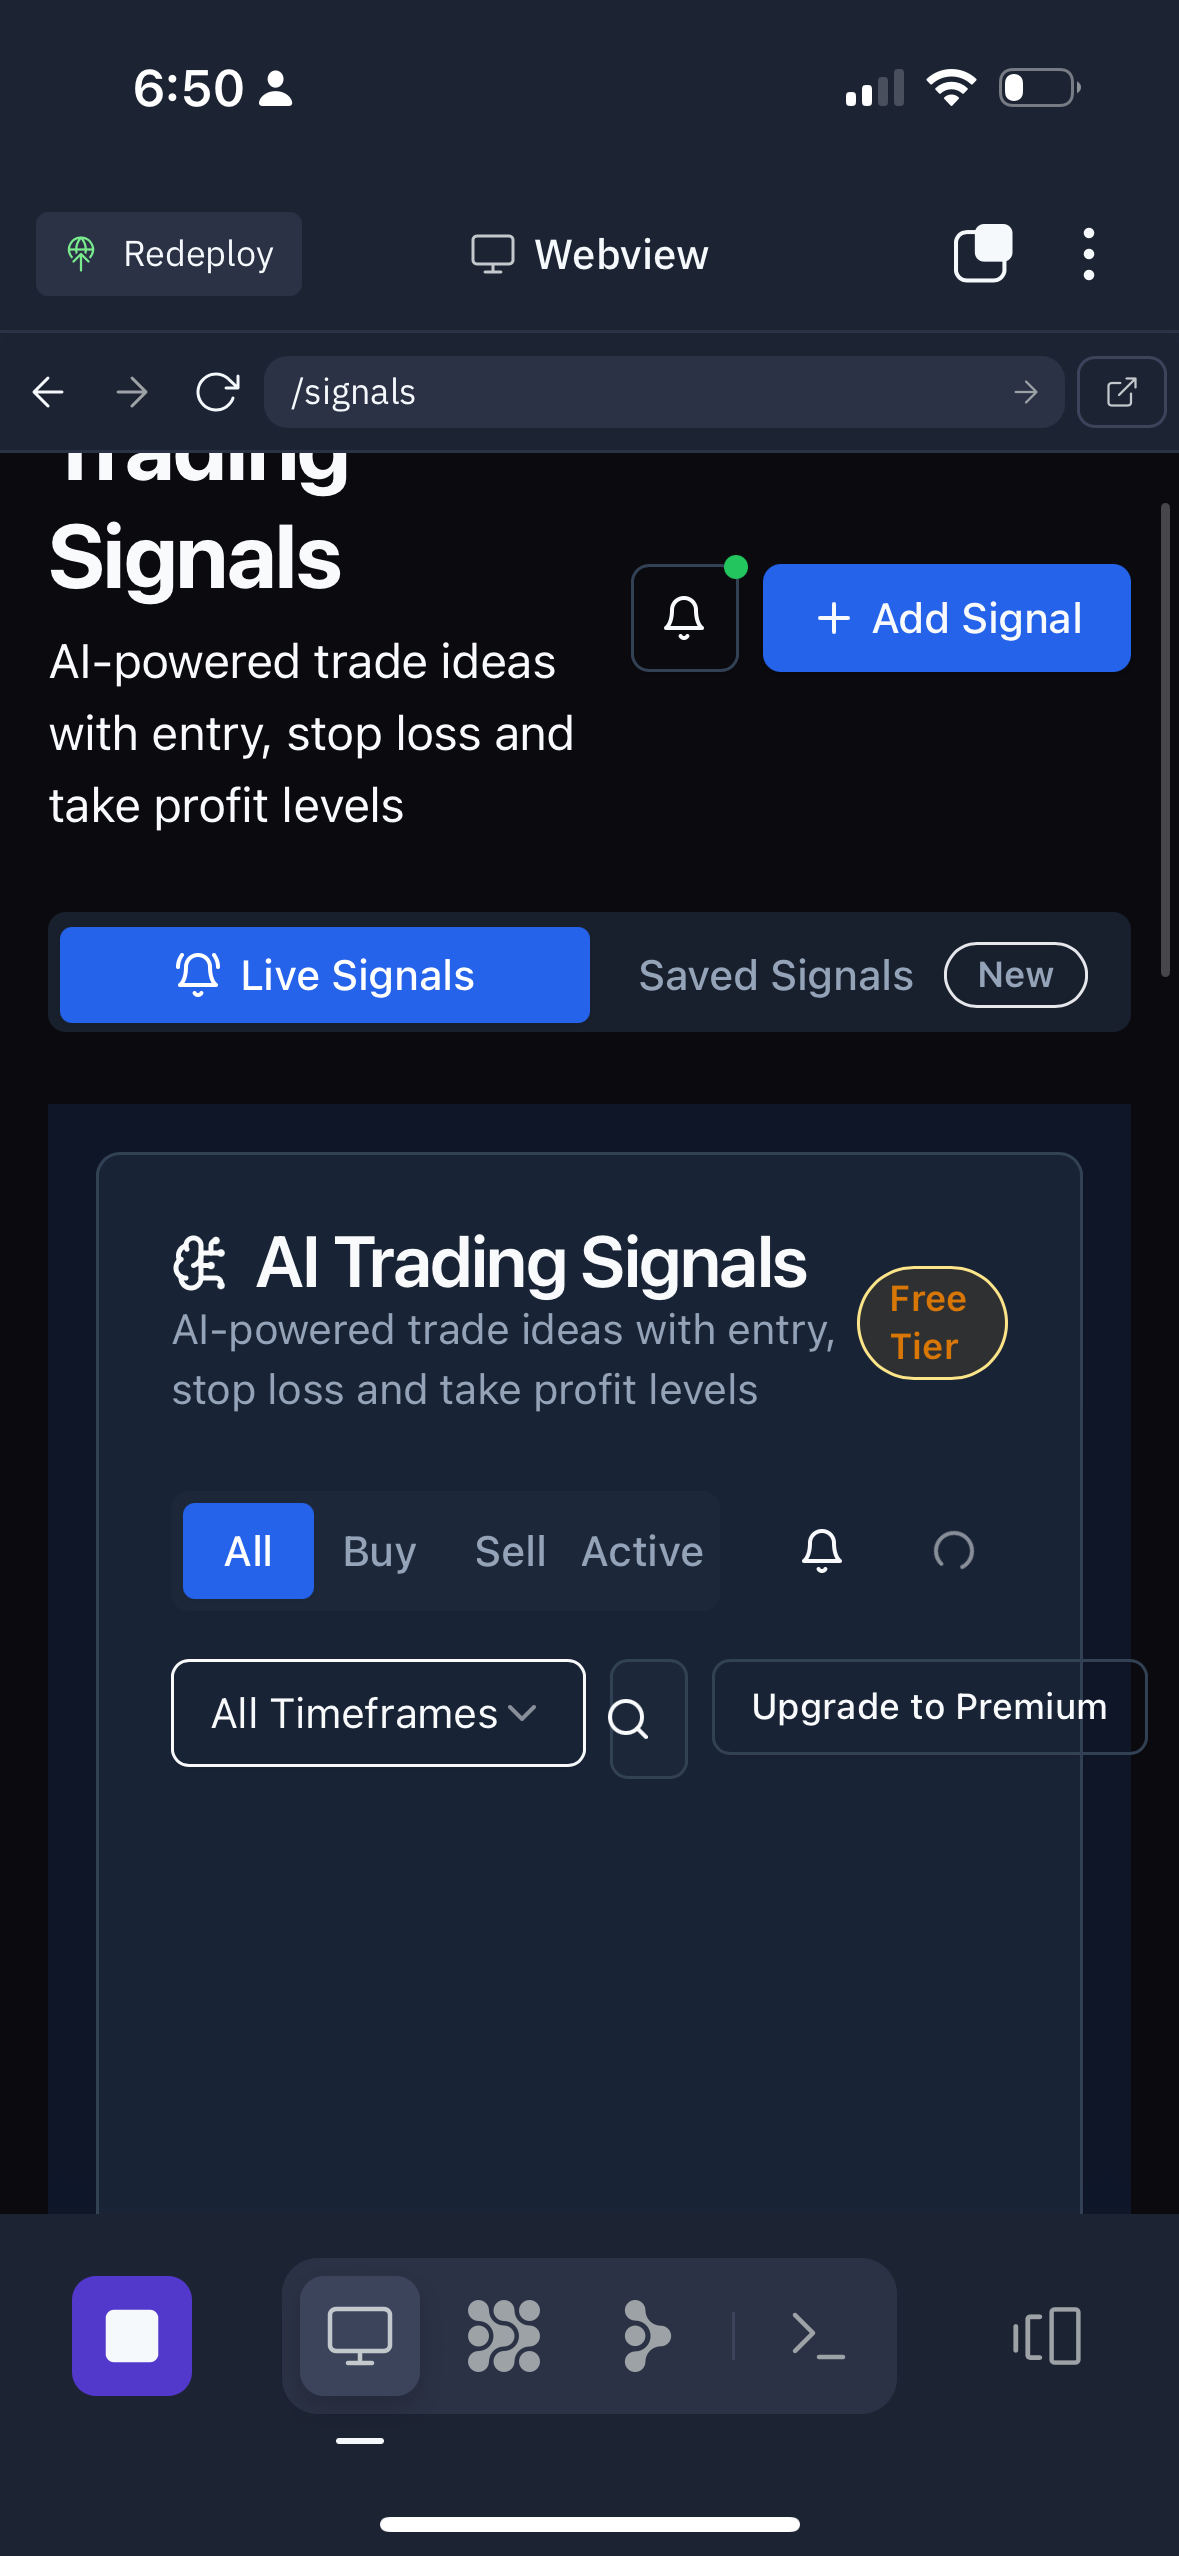 6:50
Redeploy
Webview
/signals
Trading
Signals
Add Signal
AI-powered trade ideas
with entry, stop loss and
take profit levels
Live Signals
Saved Signals
New
AI Trading Signals
AI-powered trade ideas with entry,
stop loss and take profit levels
Free
Tier
All
Buy
Sell
Active
All Timeframes
Upgrade to Premium